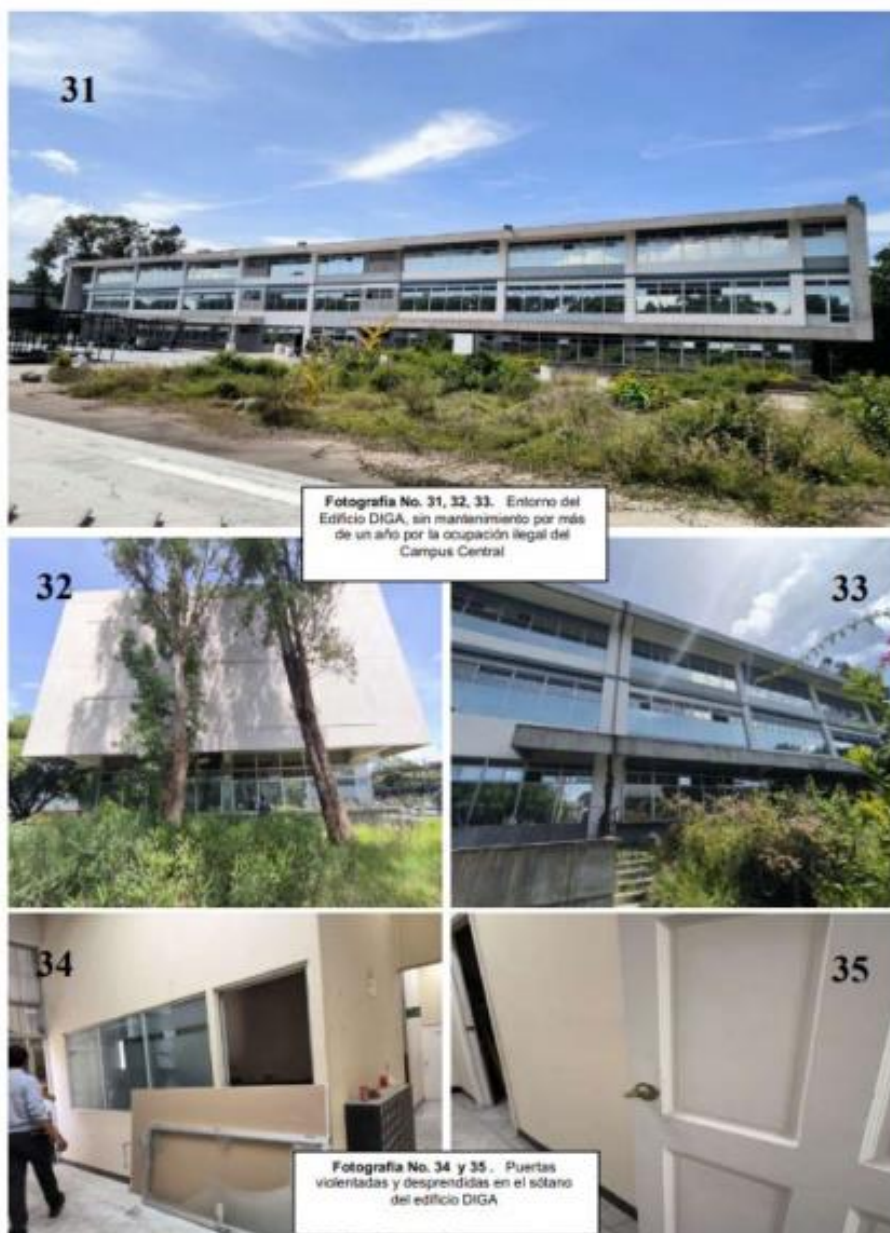 31
Fotografía No. 31, 32, 33. Entorno del
Edificio DIGA, sin mantenimiento por más
de un año por la ocupación ilegal del
Campus Central
32
33
34
35
Fotografía No. 34 y 35 . Puertas
violentadas y desprendidas en el sótano
del edificio DIGA